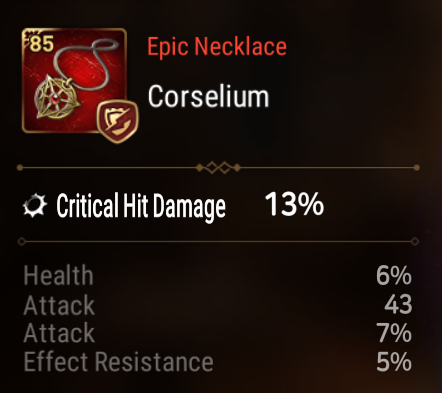 85
Epic Necklace
Corselium
Critical Hit Damage 13%
Health 6%
Attack 43
Attack 7%
Effect Resistance 5%